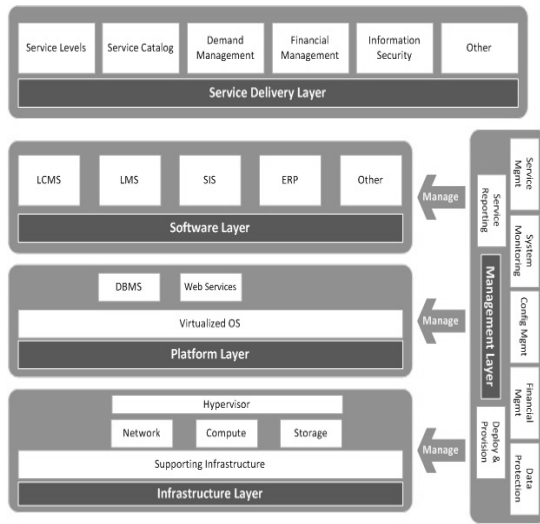 Service Levels
Service Catalog
Demand
Management
Financial
Management
Information
Security
Other
Service Delivery Layer
LCMS
LMS
SIS
ERP
Other
Software Layer
DBMS
Web Services
Virtualized OS
Platform Layer
Hypervisor
Network
Compute
Storage
Supporting Infrastructure
Infrastructure Layer
Manage
Manage
Manage
Service
Reporting
Management Layer
Deploy &
Provision
Service
Mgmt
System
Monitoring
Config Mgmt
Financial
Mgmt
Data
Protection